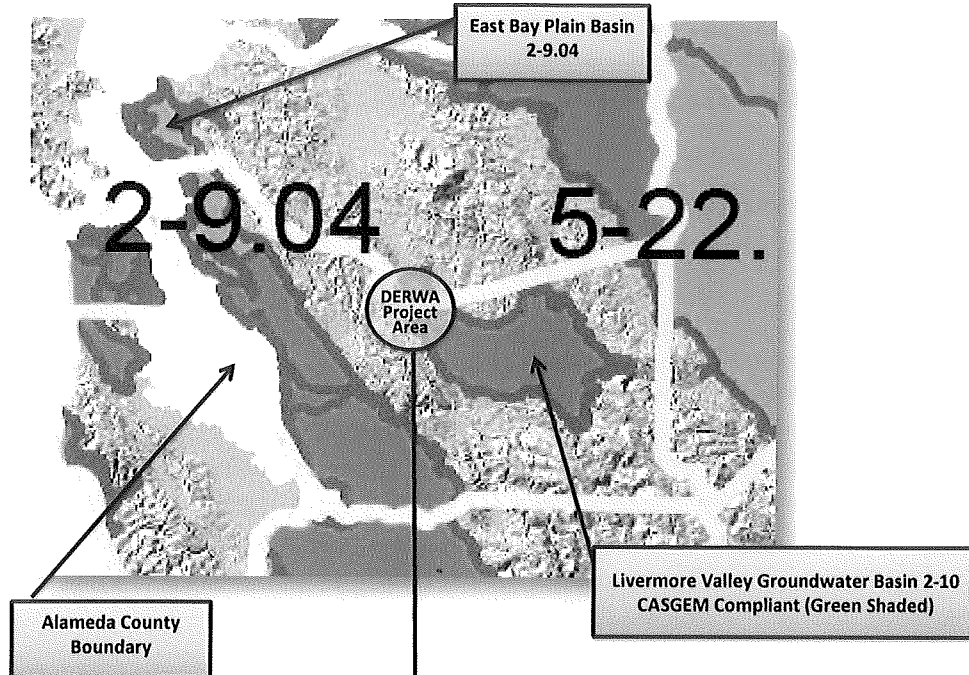 East Bay Plain Basin
2-9.04
2-9.04
5-22.
DERWA
Project
Area
Livermore Valley Groundwater Basin 2-10
CASGEM Compliant (Green Shaded)
Alameda County
Boundary